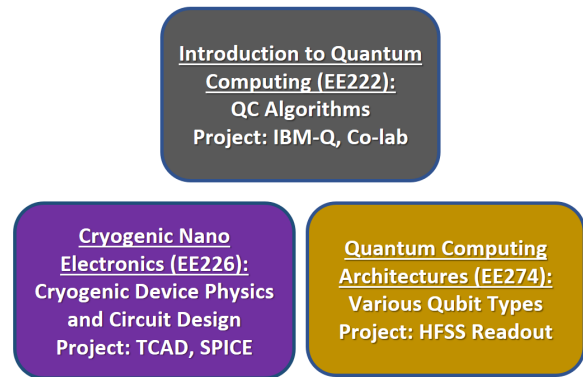 Introduction to Quantum
Computing (EE222):
QC Algorithms
Project: IBM-Q, Co-lab
Cryogenic Nano
Electronics (EE226):
Cryogenic Device Physics
and Circuit Design
Project: TCAD, SPICE
Quantum Computing
Architectures (EE274):
Various Qubit Types
Project: HFSS Readout